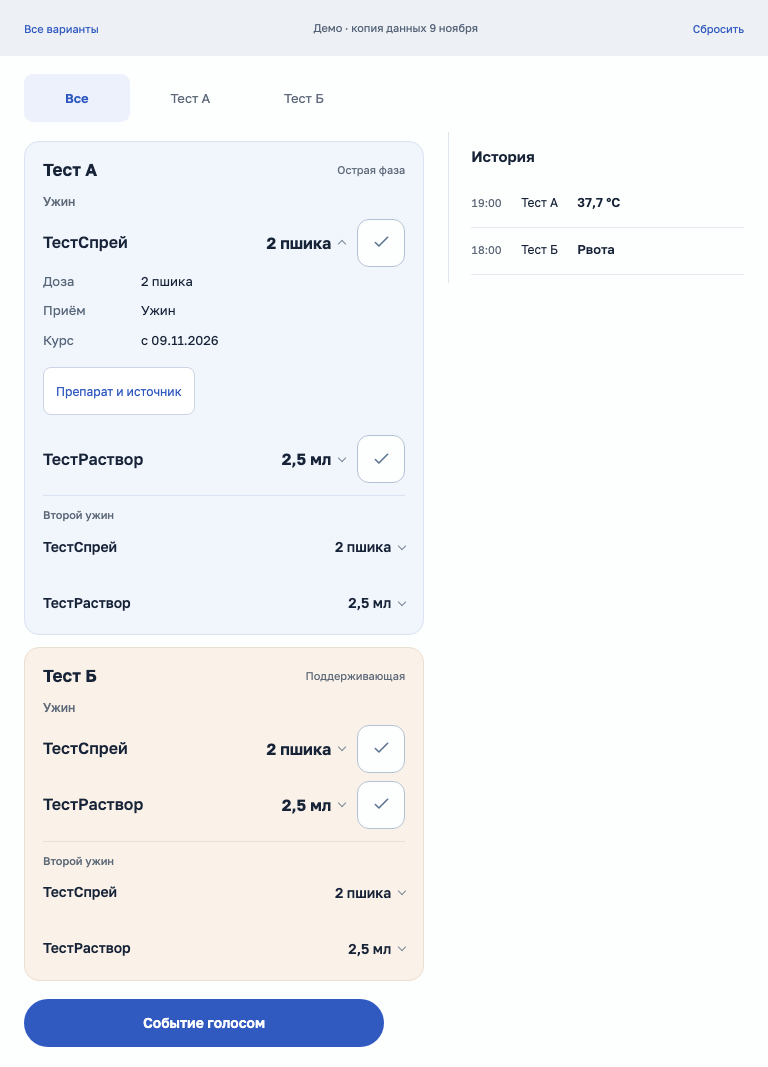 Все варианты
Демо · копия данных 9 ноября
Сбросить
Все
Тест А
Тест Б
Тест А
Острая фаза
Ужин
ТестСпрей 2 пшика
Доза 2 пшика
Приём Ужин
Курс с 09.11.2026
Препарат и источник
ТестРаствор 2,5 мл
Второй ужин
ТестСпрей 2 пшика
ТестРаствор 2,5 мл
Тест Б
Поддерживающая
Ужин
ТестСпрей 2 пшика
ТестРаствор 2,5 мл
Второй ужин
ТестСпрей 2 пшика
ТестРаствор 2,5 мл
Событие голосом
История
19:00 Тест А 37,7 °C
18:00 Тест Б Рвота